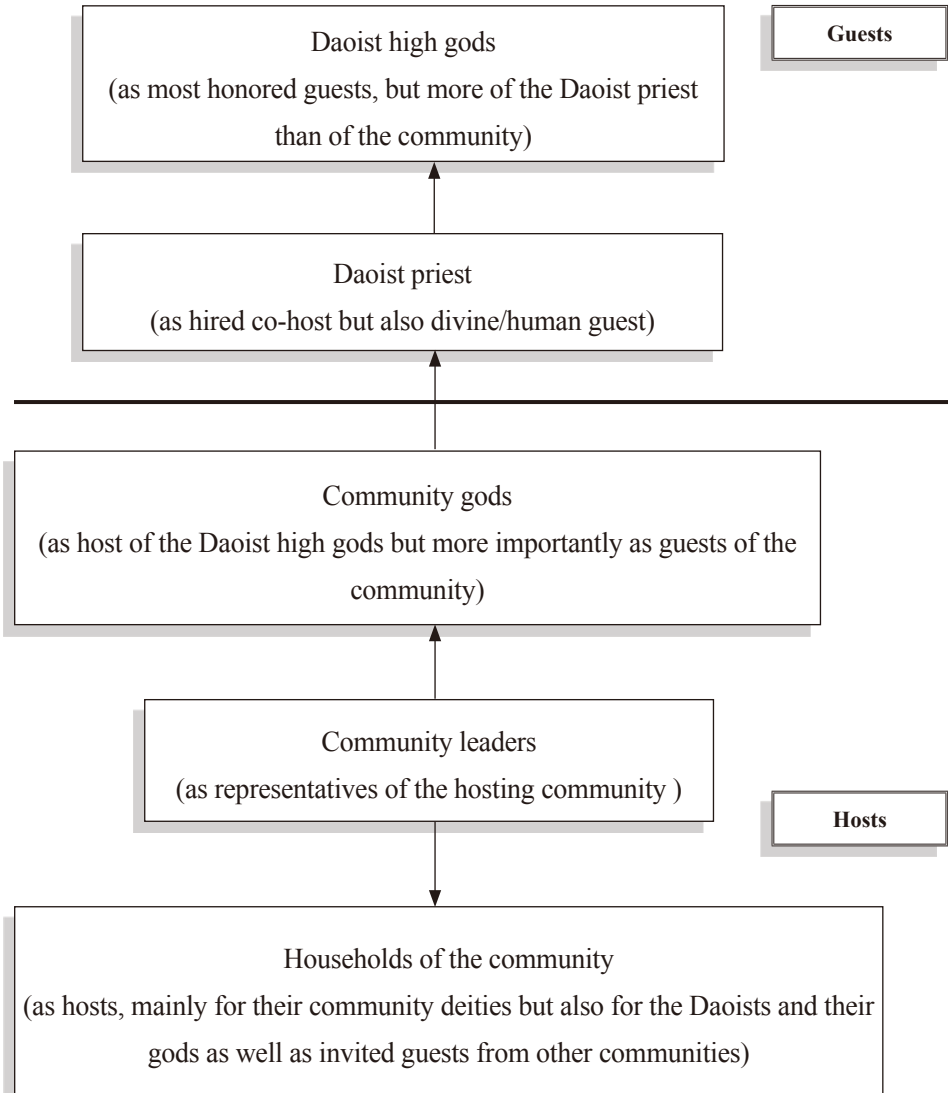 Daoist high gods
(as most honored guests, but more of the Daoist priest
than of the community)
Guests
Daoist priest
(as hired co-host but also divine/human guest)
Community gods
(as host of the Daoist high gods but more importantly as guests of the
community)
Community leaders
(as representatives of the hosting community )
Hosts
Households of the community
(as hosts, mainly for their community deities but also for the Daoists and their
gods as well as invited guests from other communities)